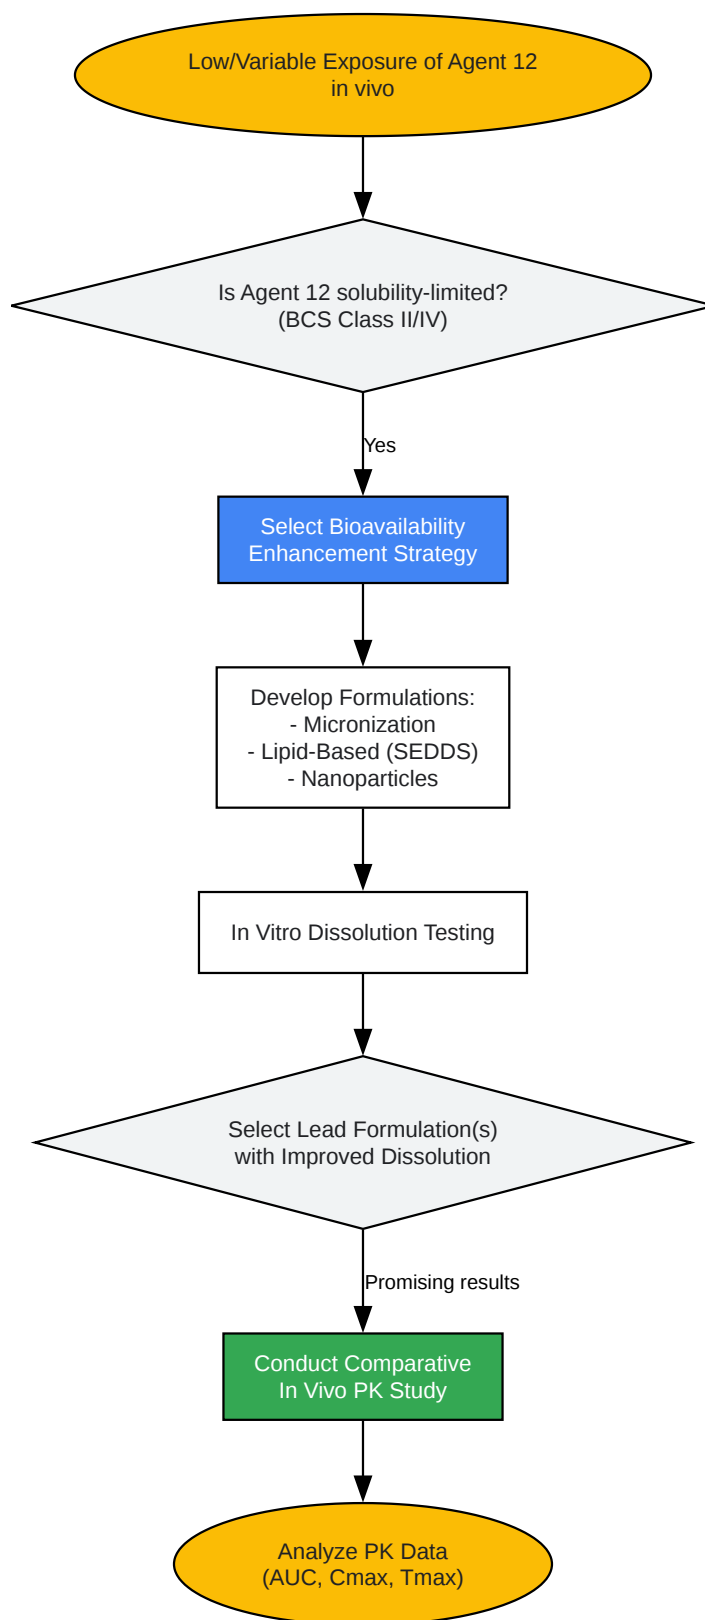 Low/Variable Exposure of Agent 12
in vivo
Is Agent 12 solubility-limited?
(BCS Class II/IV)
Yes
Select Bioavailability
Enhancement Strategy
Develop Formulations:
- Micronization
- Lipid-Based (SEDDS)
- Nanoparticles
In Vitro Dissolution Testing
Select Lead Formulation(s)
with Improved Dissolution
Promising results
Conduct Comparative
In Vivo PK Study
Analyze PK Data
(AUC, Cmax, Tmax)